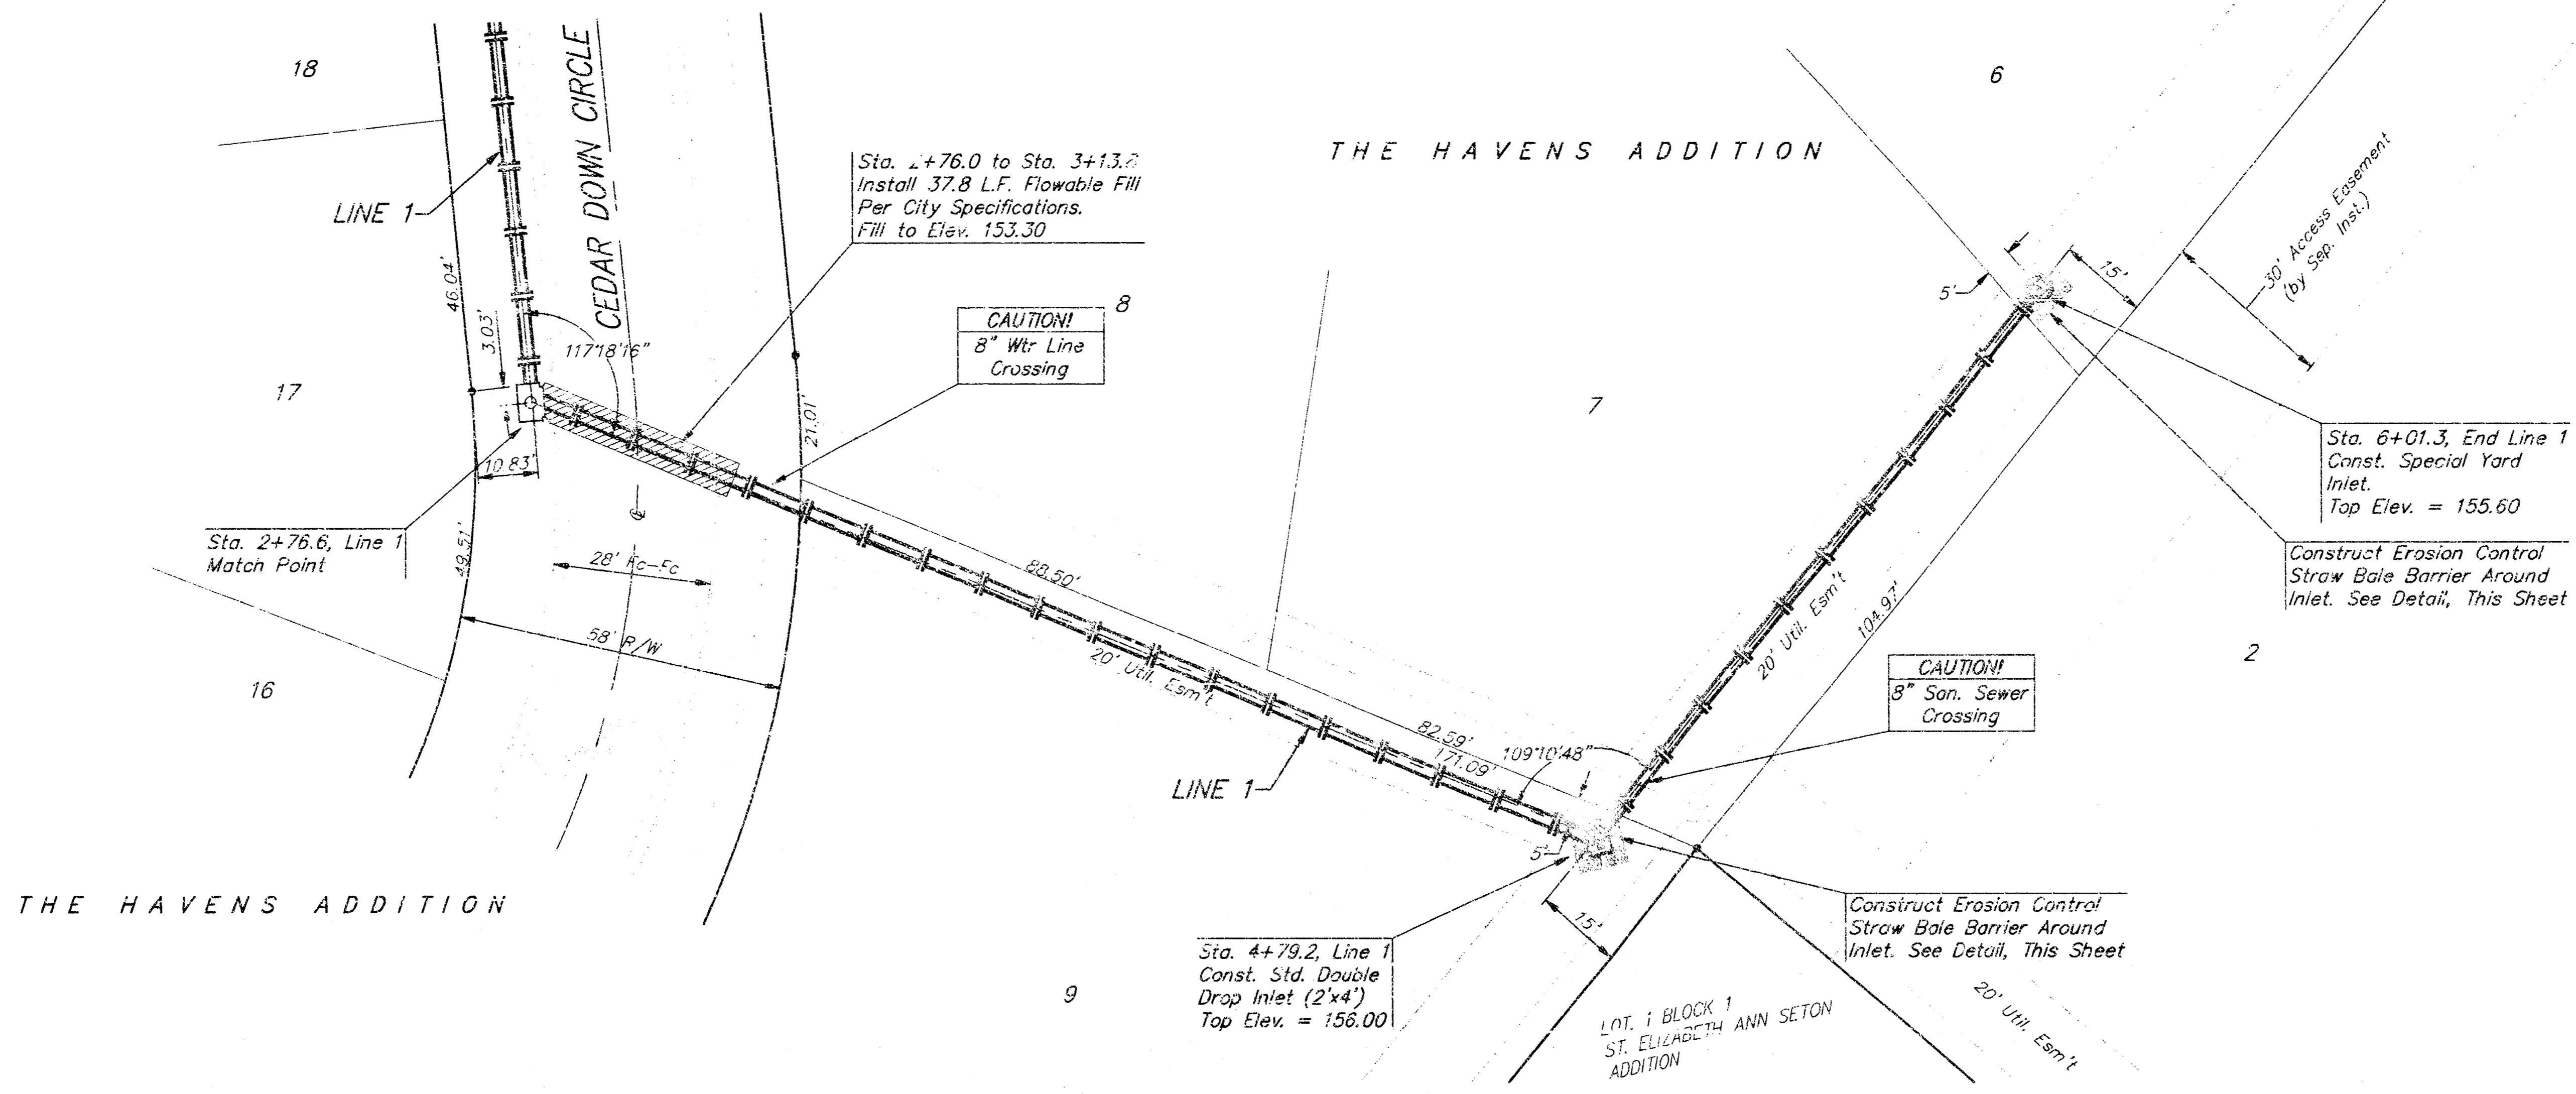 18
LINE 1
46.04'
3.03'
CEDAR DOWN CIRCLE
117°18'16"
17
10.83'
Sta. 2+76.6, Line 1
Match Point
49.51'
28' Fc-Fc
58' R/W
16
THE HAVENS ADDITION
Sta. 2+76.0 to Sta. 3+13.8
Install 37.8 L.F. Flowable Fill
Per City Specifications.
Fill to Elev. 153.30
CAUTION!
8" Wtr Line
Crossing
8
21.01'
88.50'
20' Util. Esm't
82.59'
171.09'
109°10'48"
LINE 1
5'
15'
Sta. 4+79.2, Line 1
Const. Std. Double
Drop Inlet (2'x4')
Top Elev. = 156.00
9
THE HAVENS ADDITION
6
7
5'
15'
30' Access Easement
(by Sep. Inst.)
Sta. 6+01.3, End Line 1
Const. Special Yard
Inlet.
Top Elev. = 155.60
Construct Erosion Control
Straw Bale Barrier Around
Inlet. See Detail, This Sheet
20' Util. Esm't
104.97'
2
CAUTION!
8" San. Sewer
Crossing
Construct Erosion Control
Straw Bale Barrier Around
Inlet. See Detail, This Sheet
LOT. 1 BLOCK 1
ST. ELIZABETH ANN SETON
ADDITION
20' Util. Esm't